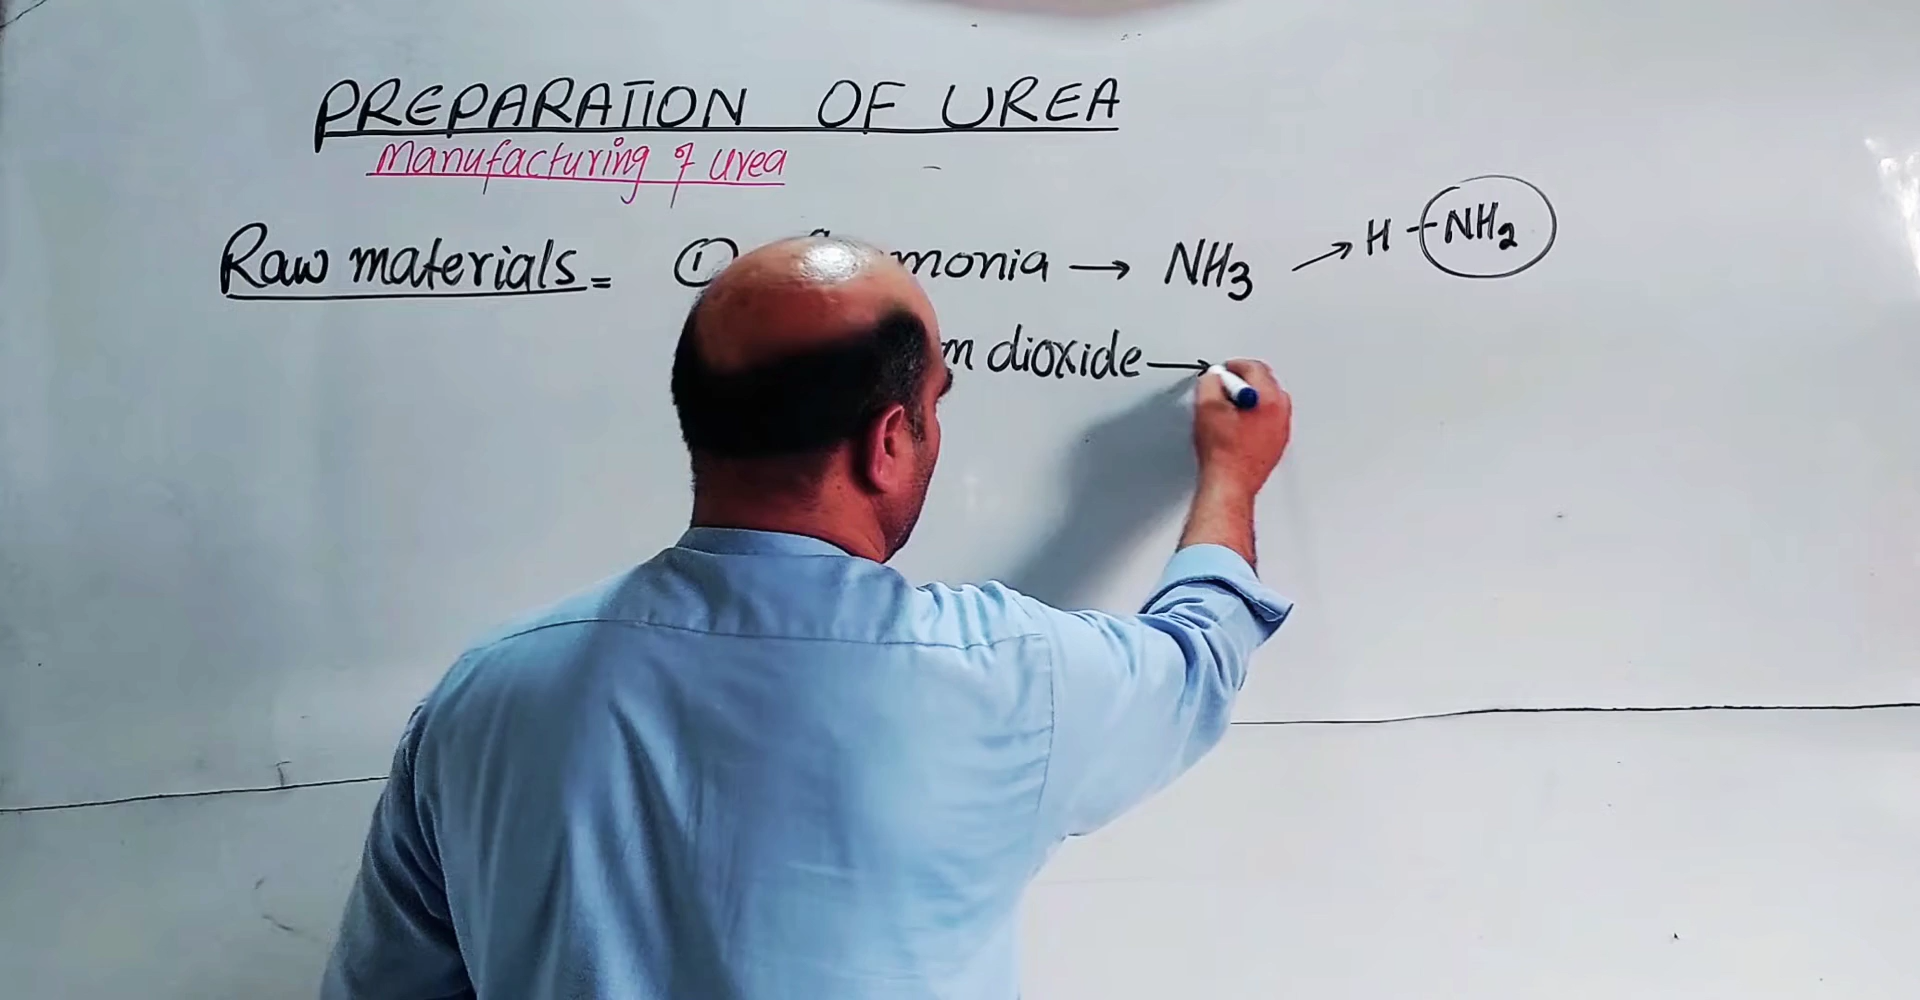 PREPARATION OF UREA
Manufacturing of urea
Raw materials = ① monia → NH3 → H - NH2
n dioxide →